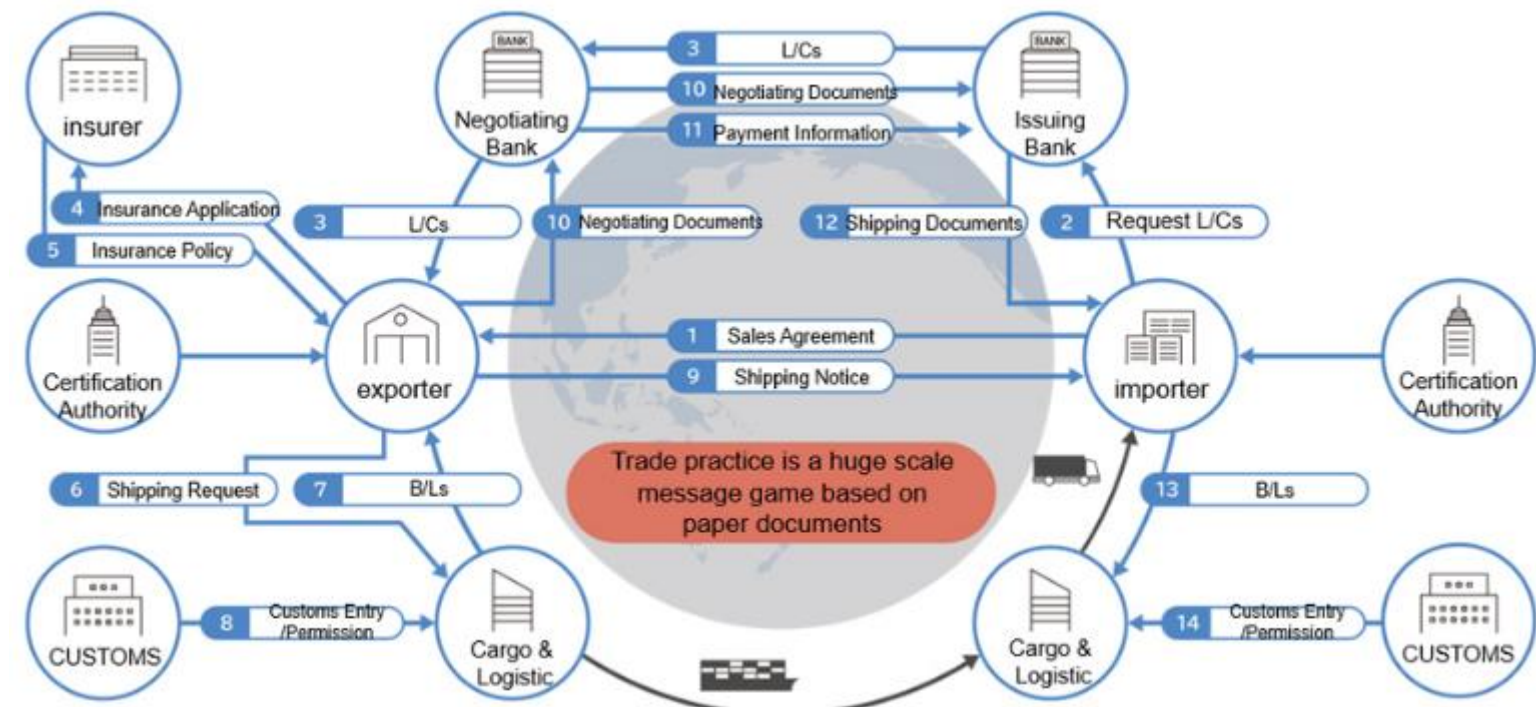 BANK
BANK
3 L/Cs
10 Negotiating Documents
11 Payment Information
insurer
Negotiating
Bank
Issuing
Bank
4 Insurance Application
5 Insurance Policy
3 L/Cs
10 Negotiating Documents
12 Shipping Documents
2 Request L/Cs
1 Sales Agreement
9 Shipping Notice
Certification
Authority
exporter
importer
Certification
Authority
Trade practice is a huge scale
message game based on
paper documents
6 Shipping Request
7 B/Ls
13 B/Ls
8 Customs Entry
/Permission
14 Customs Entry
/Permission
CUSTOMS
Cargo &
Logistic
Cargo &
Logistic
CUSTOMS